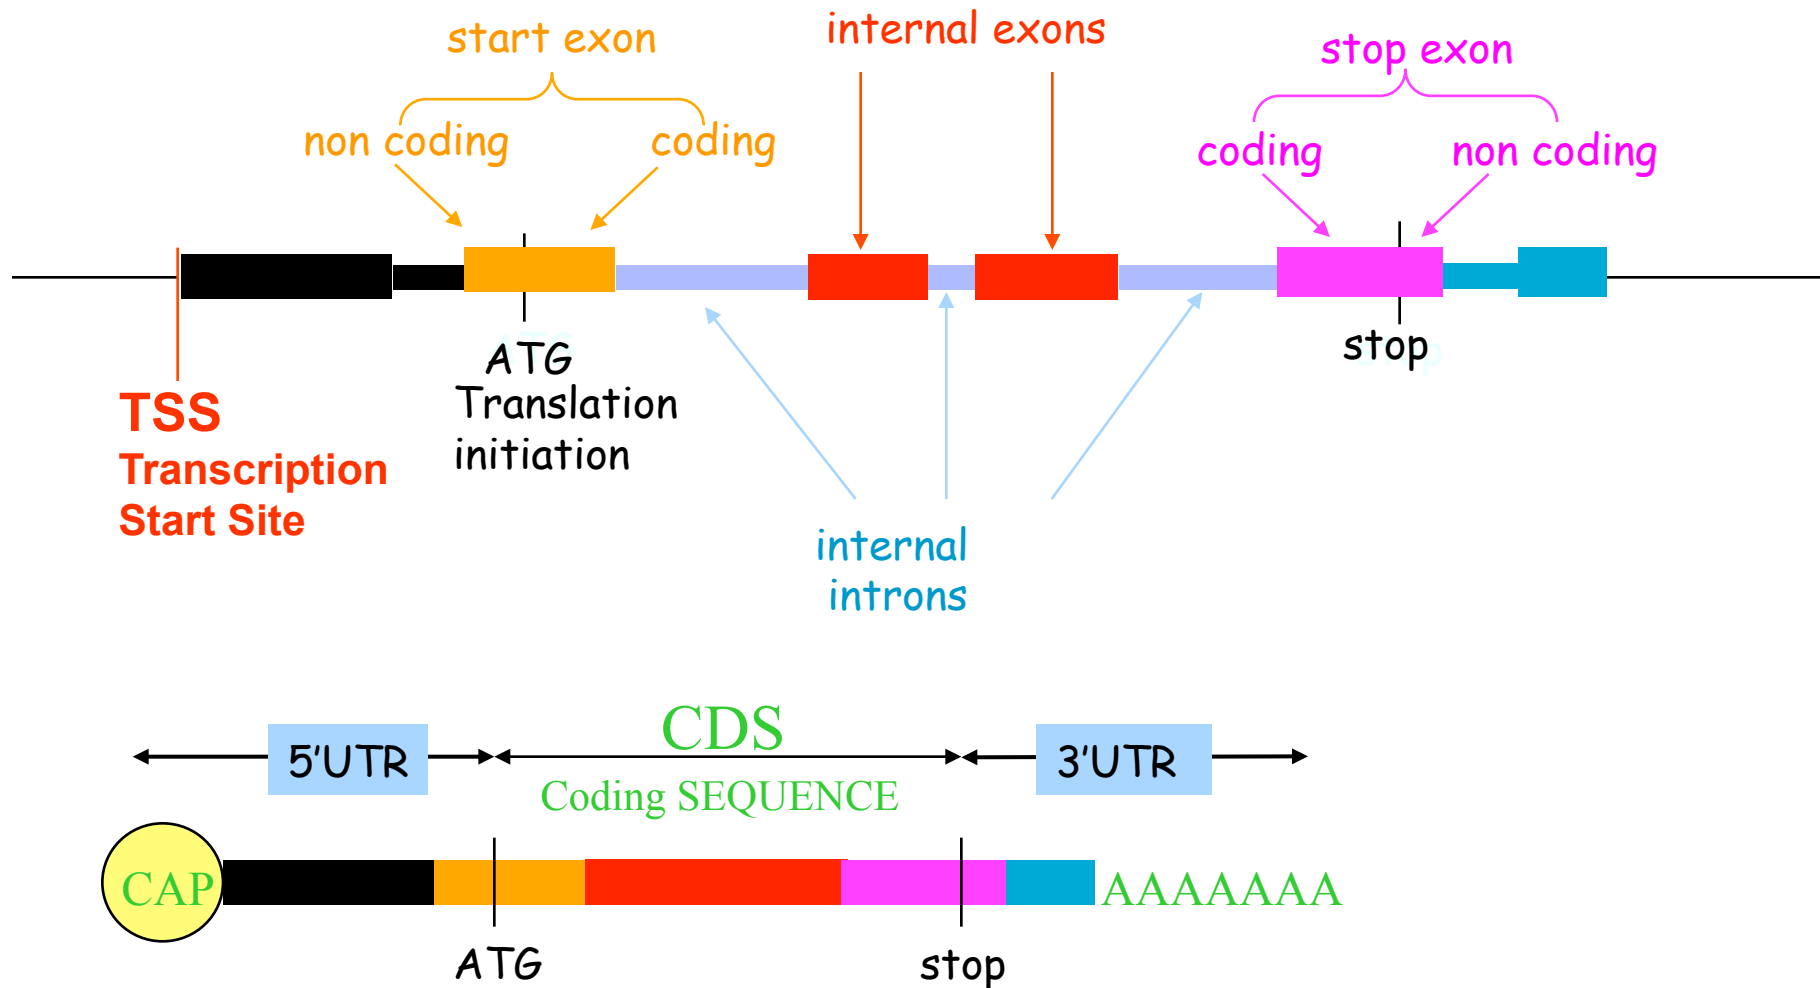 start exon
internal exons
stop exon
non coding
coding
coding
non coding
ATG
Translation
initiation
stop
TSS
Transcription
Start Site
internal
introns
CDS
5'UTR
3'UTR
Coding SEQUENCE
CAP
AAAAAAA
ATG
stop